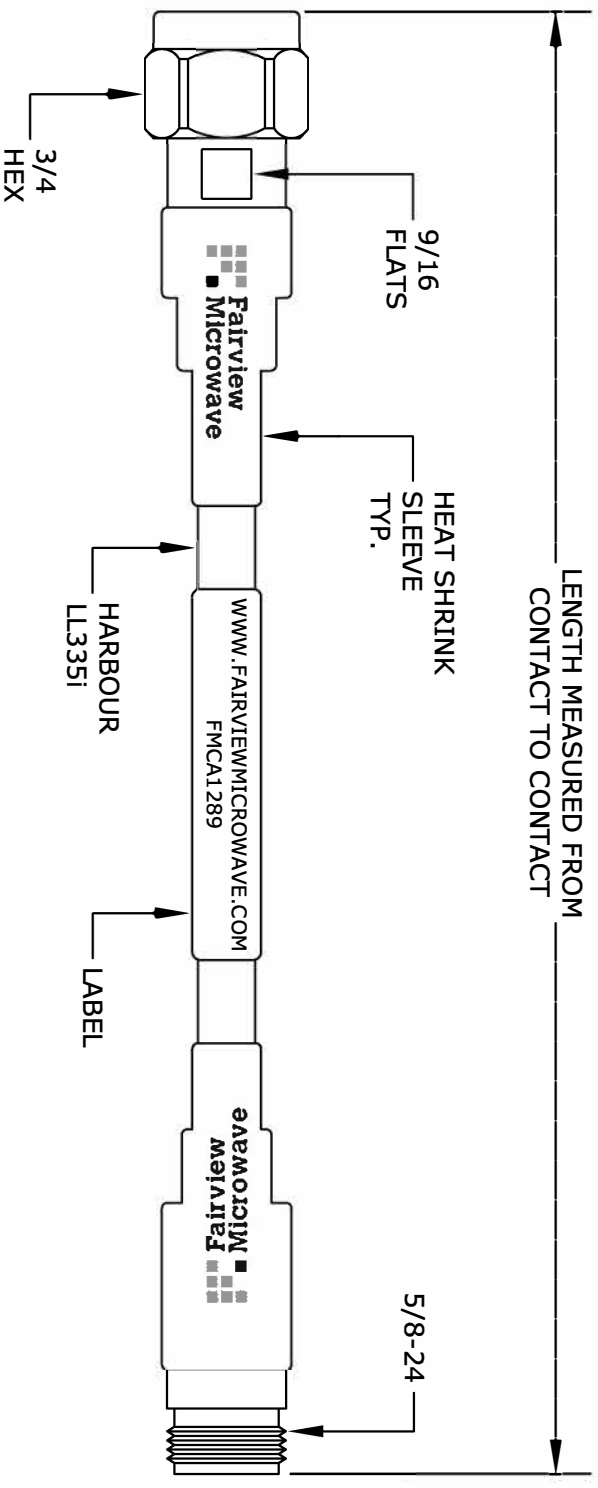 LENGTH MEASURED FROM
CONTACT TO CONTACT
3/4
HEX
9/16
FLATS
HEAT SHRINK
SLEEVE
TYP.
5/8-24
Fairview
Microwave
WWW.FAIRVIEWMICROWAVE.COM
FMCA1289
Fairview
Microwave
HARBOUR
LL335i
LABEL